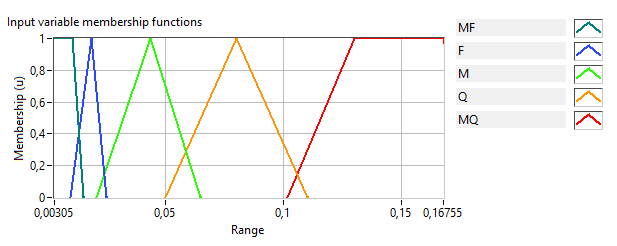 Input variable membership functions
MF
F
M
Q
MQ
Membership (u)
1
0,8
0,6
0,4
0,2
0
0,00305
0,05
0,1
0,15
0,16755
Range